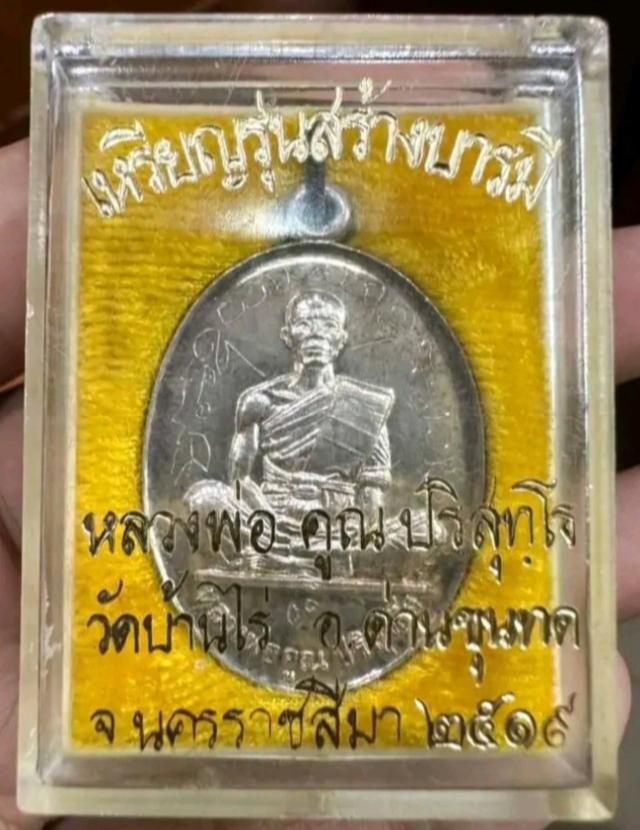 เหรียญรุ่นสร้างบารมี
หลวงพ่อ คูณ ปริสุทฺโธ
วัดบ้านไร่ อ.ด่านขุนทด
จ.นครราชสีมา ๒๕๑๙